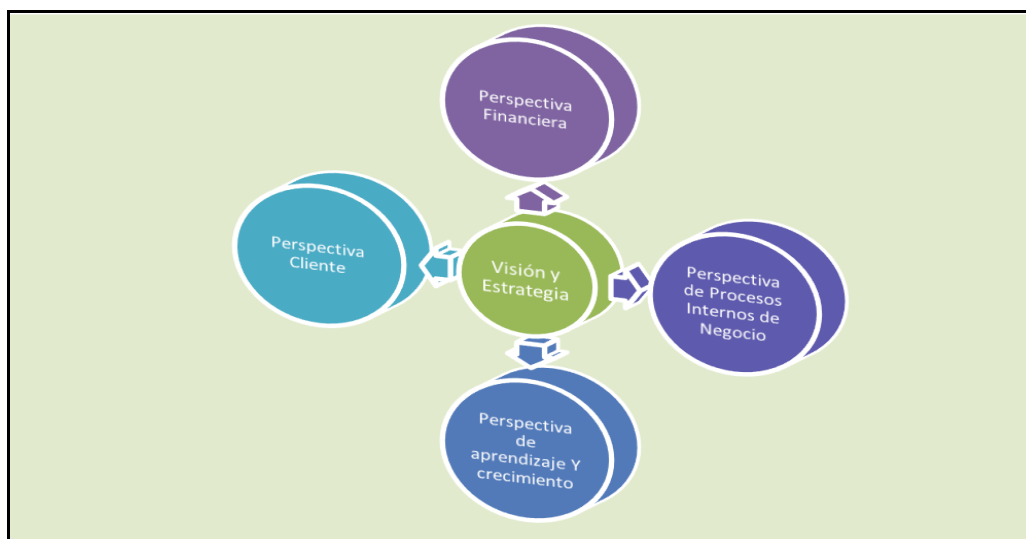 Perspectiva
Financiera
Perspectiva
Cliente
Visión y
Estrategia
Perspectiva
de Procesos
Internos de
Negocio
Perspectiva
de
aprendizaje Y
crecimiento